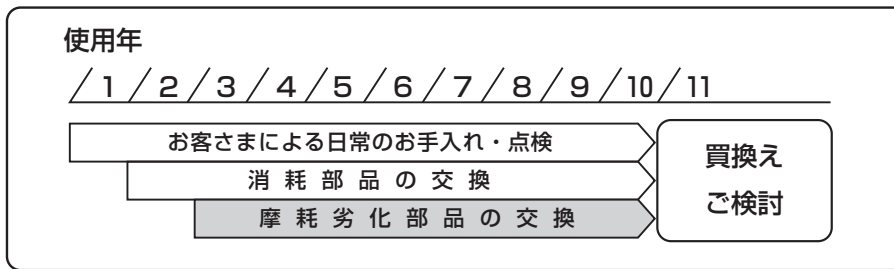 使用年
1 2 3 4 5 6 7 8 9 10 11
お客さまによる日常のお手入れ・点検
消耗部品の交換
摩耗劣化部品の交換
買換え
ご検討